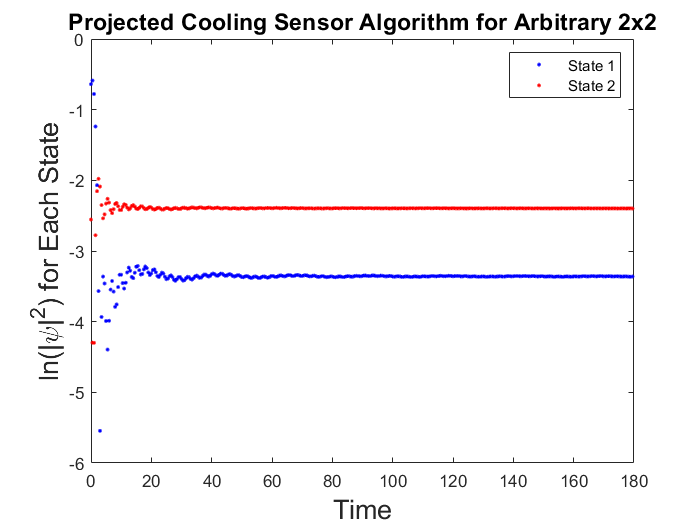 Projected Cooling Sensor Algorithm for Arbitrary 2x2
State 1
State 2
ln(|ψ|²) for Each State
0
-1
-2
-3
-4
-5
-6
0 20 40 60 80 100 120 140 160 180
Time